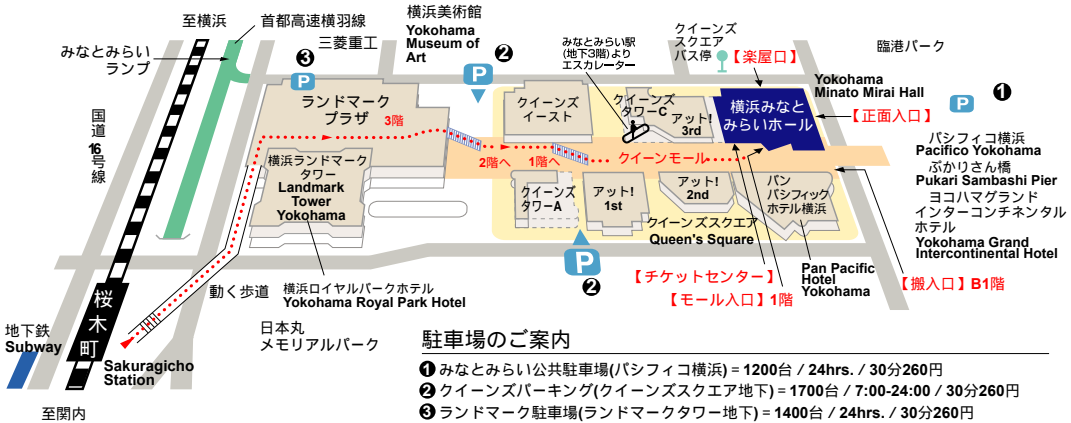 至横浜
首都高速横羽線
みなとみらい
ランプ
三菱重工
❸
P
横浜美術館
Yokohama
Museum of
Art
❷
P
みなとみらい駅
(地下3階)より
エスカレーター
クイーンズ
スクエア
バス停
【楽屋口】
臨港パーク
Yokohama
Minato Mirai Hall
P
❶
【正面入口】
国道16号線
ランドマーク
プラザ
3階
クイーンズ
イースト
クイーンズ
タワーC
アット!
3rd
横浜みなと
みらいホール
パシフィコ横浜
Pacifico Yokohama
ぷかりさん橋
Pukari Sambashi Pier
ヨコハマグランド
インターコンチネンタル
ホテル
Yokohama Grand
Intercontinental Hotel
横浜ランドマーク
タワー
Landmark
Tower
Yokohama
2階へ
1階へ
クイーンモール
クイーンズ
タワーA
アット!
1st
アット!
2nd
パン
パシフィック
ホテル横浜
クイーンズスクエア
Queen's Square
P
❷
【チケットセンター】
【モール入口】1階
Pan Pacific
Hotel
Yokohama
【搬入口】B1階
動く歩道
横浜ロイヤルパークホテル
Yokohama Royal Park Hotel
桜木町
地下鉄
Subway
Sakuragicho
Station
日本丸
メモリアルパーク
至関内
駐車場のご案内
❶みなとみらい公共駐車場(パシフィコ横浜) = 1200台 / 24hrs. / 30分260円
❷クイーンズパーキング(クイーンズスクエア地下) = 1700台 / 7:00-24:00 / 30分260円
❸ランドマーク駐車場(ランドマークタワー地下) = 1400台 / 24hrs. / 30分260円